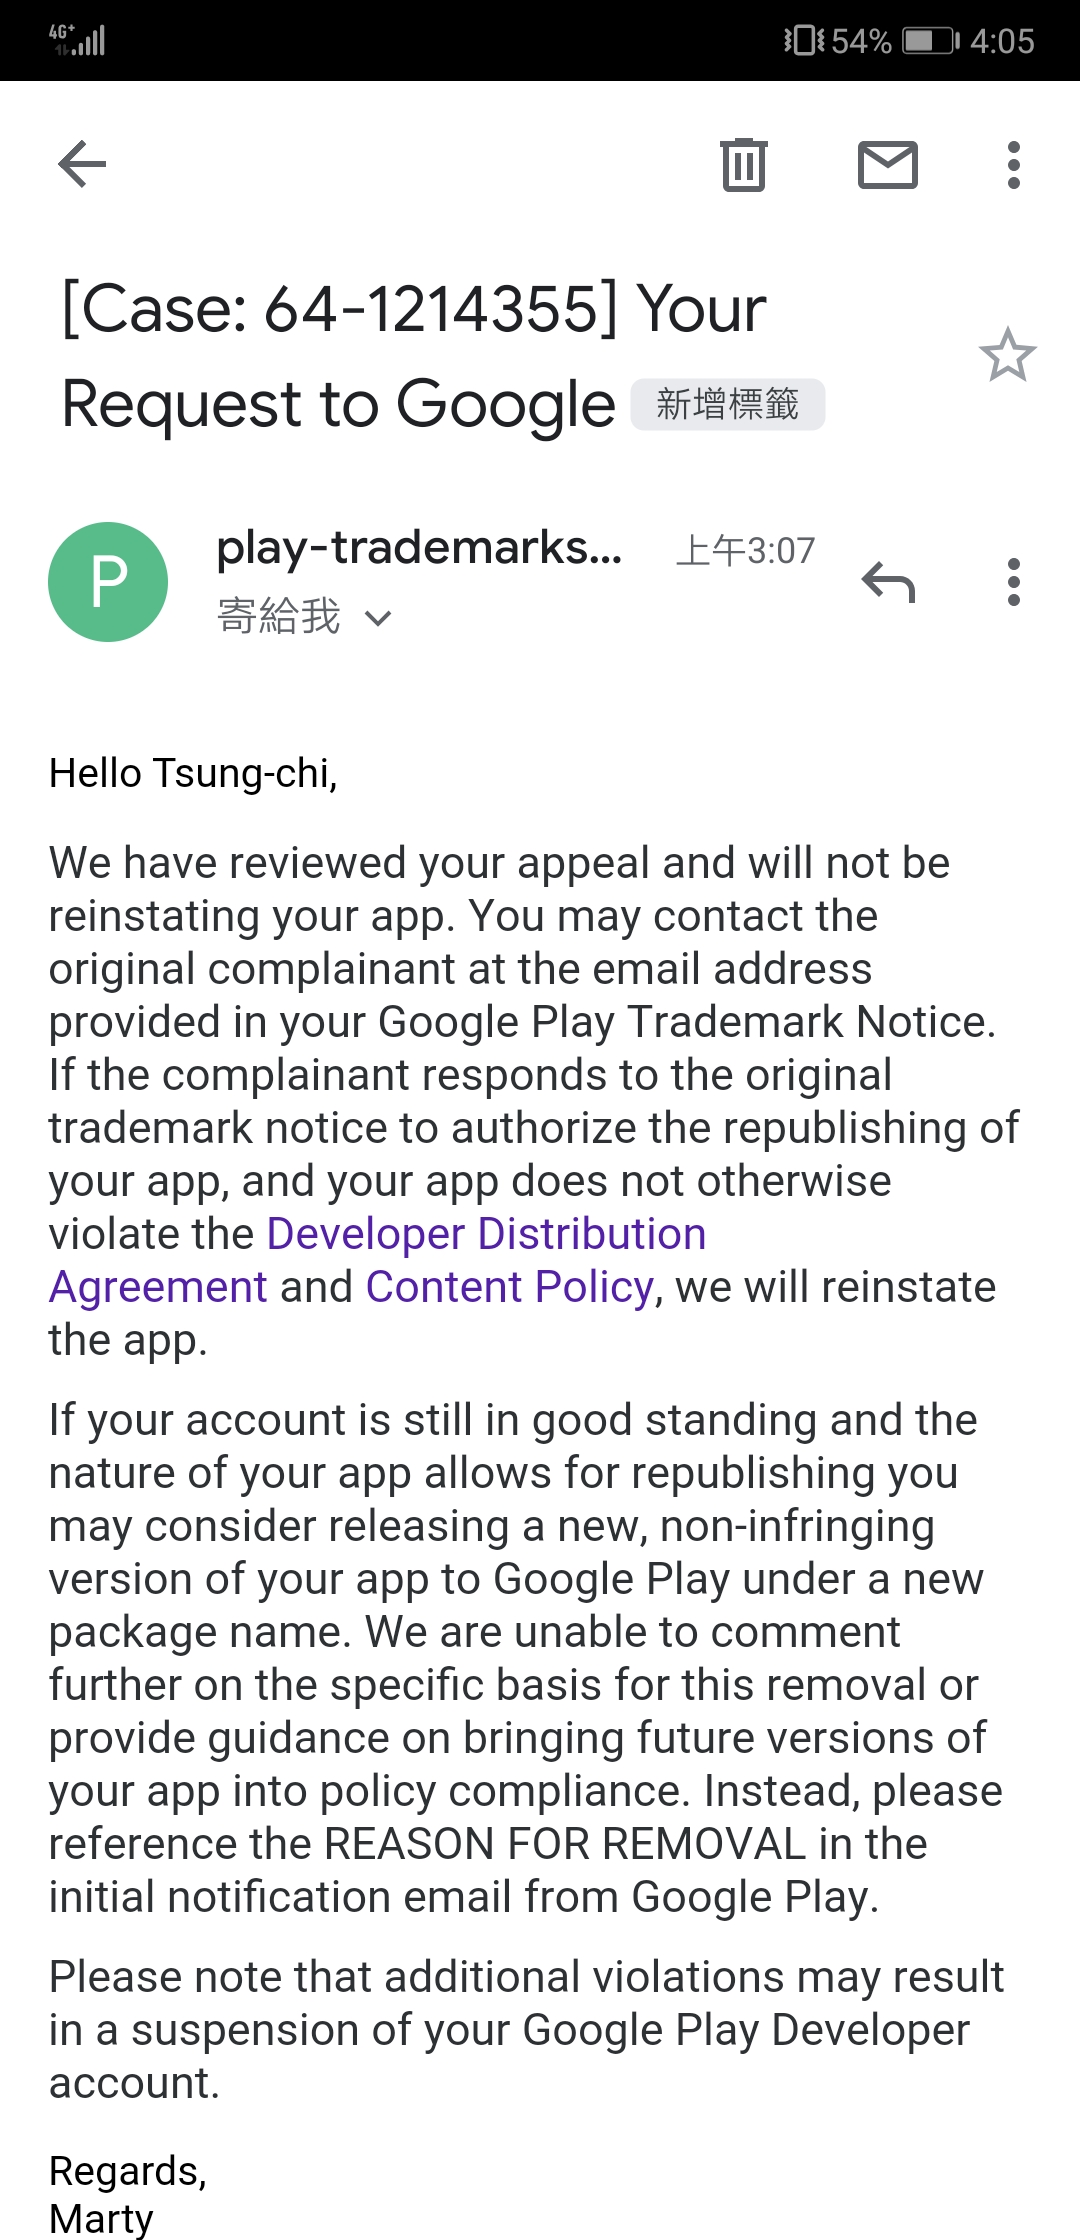 4G+ 54% 4:05
[Case: 64-1214355] Your
Request to Google 新增標籤
P
play-trademarks... 上午3:07
寄給我
Hello Tsung-chi,
We have reviewed your appeal and will not be
reinstating your app. You may contact the
original complainant at the email address
provided in your Google Play Trademark Notice.
If the complainant responds to the original
trademark notice to authorize the republishing of
your app, and your app does not otherwise
violate the Developer Distribution
Agreement and Content Policy, we will reinstate
the app.
If your account is still in good standing and the
nature of your app allows for republishing you
may consider releasing a new, non-infringing
version of your app to Google Play under a new
package name. We are unable to comment
further on the specific basis for this removal or
provide guidance on bringing future versions of
your app into policy compliance. Instead, please
reference the REASON FOR REMOVAL in the
initial notification email from Google Play.
Please note that additional violations may result
in a suspension of your Google Play Developer
account.
Regards,
Marty